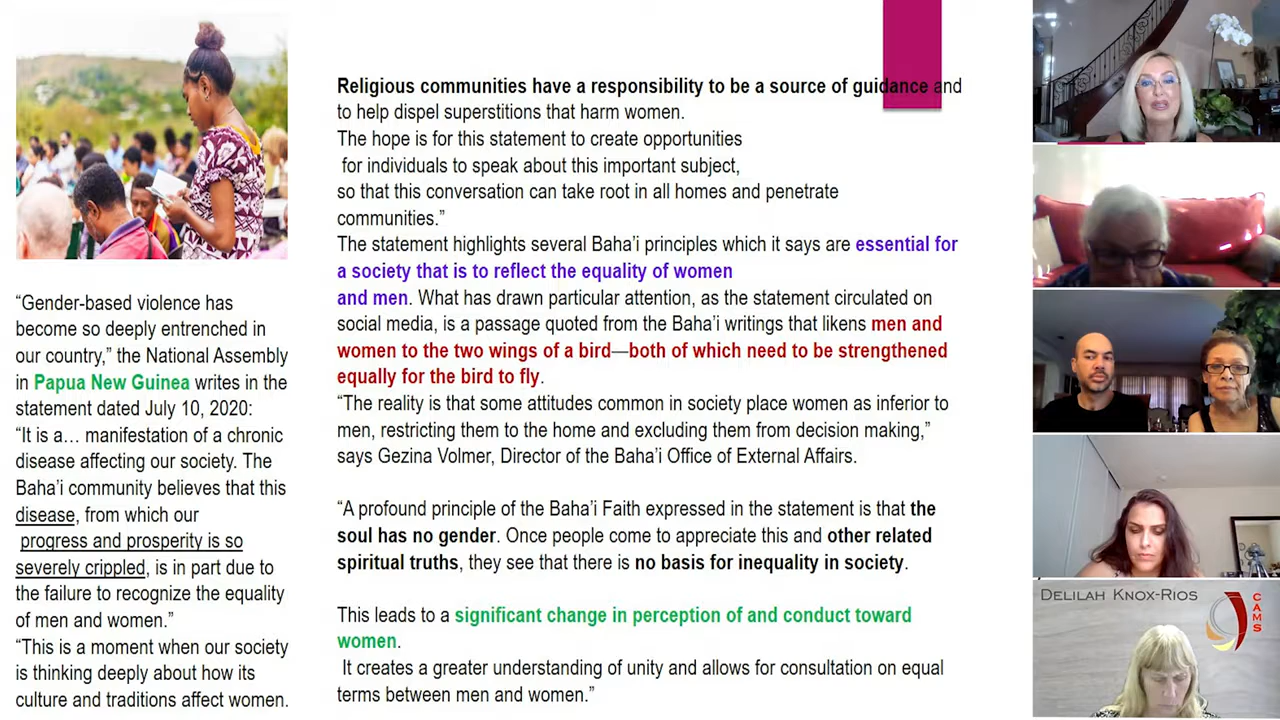 "Gender-based violence has
become so deeply entrenched in
our country," the National Assembly
in Papua New Guinea writes in the
statement dated July 10, 2020:
"It is a… manifestation of a chronic
disease affecting our society. The
Baha'i community believes that this
disease, from which our
progress and prosperity is so
severely crippled, is in part due to
the failure to recognize the equality
of men and women."
"This is a moment when our society
is thinking deeply about how its
culture and traditions affect women.
Religious communities have a responsibility to be a source of guidance and
to help dispel superstitions that harm women.
The hope is for this statement to create opportunities
for individuals to speak about this important subject,
so that this conversation can take root in all homes and penetrate
communities."
The statement highlights several Baha'i principles which it says are essential for
a society that is to reflect the equality of women
and men. What has drawn particular attention, as the statement circulated on
social media, is a passage quoted from the Baha'i writings that likens men and
women to the two wings of a bird—both of which need to be strengthened
equally for the bird to fly.
"The reality is that some attitudes common in society place women as inferior to
men, restricting them to the home and excluding them from decision making,"
says Gezina Volmer, Director of the Baha'i Office of External Affairs.
"A profound principle of the Baha'i Faith expressed in the statement is that the
soul has no gender. Once people come to appreciate this and other related
spiritual truths, they see that there is no basis for inequality in society.
This leads to a significant change in perception of and conduct toward
women.
It creates a greater understanding of unity and allows for consultation on equal
terms between men and women."
Delilah Knox-Rios
CAMS